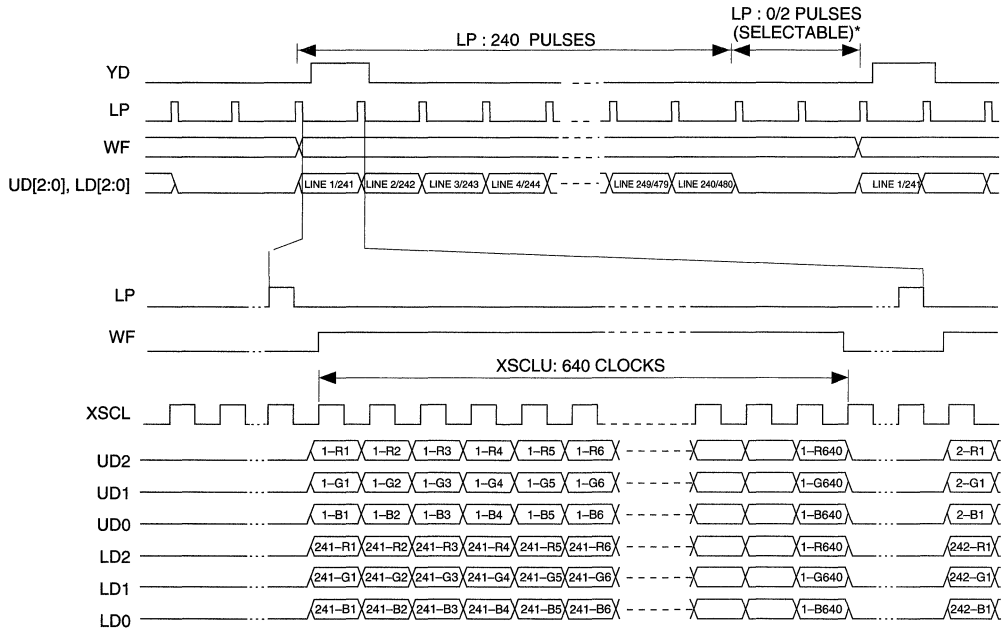 LP : 0/2 PULSES
(SELECTABLE)*
LP : 240 PULSES
YD
LP
WF
UD[2:0], LD[2:0] LINE 1/241 LINE 2/242 LINE 3/243 LINE 4/244 LINE 249/479 LINE 240/480 LINE 1/241
LP
WF
XSCLU: 640 CLOCKS
XSCL
UD2 1–R1 1–R2 1–R3 1–R4 1–R5 1–R6 1–R640 2–R1
UD1 1–G1 1–G2 1–G3 1–G4 1–G5 1–G6 1–G640 2–G1
UD0 1–B1 1–B2 1–B3 1–B4 1–B5 1–B6 1–B640 2–B1
LD2 241–R1 241–R2 241–R3 241–R4 241–R5 241–R6 1–R640 242–R1
LD1 241–G1 241–G2 241–G3 241–G4 241–G5 241–G6 1–G640 242–G1
LD0 241–B1 241–B2 241–B3 241–B4 241–B5 241–B6 1–B640 242–B1